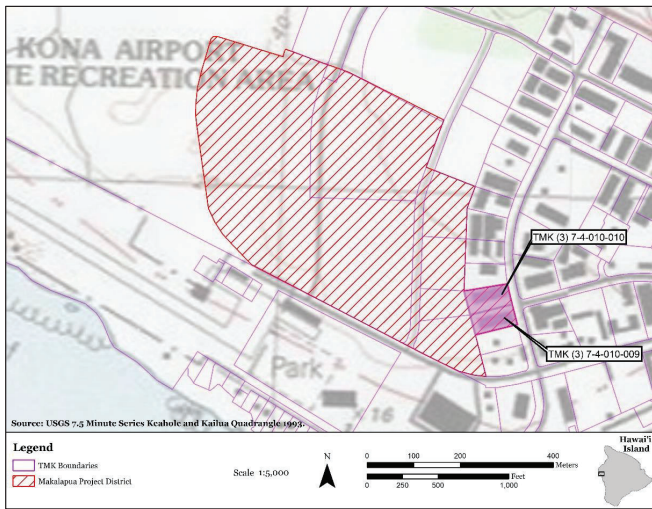 KONA AIRPORT
TE RECREATION AREA
40
TMK (3) 7-4-010-010
TMK (3) 7-4-010-009
Park
16
Source: USGS 7.5 Minute Series Keahole and Kailua Quadrangle 1993.
Legend
TMK Boundaries
Makalapua Project District
Scale 1:5,000
N
0 100 200 400
Meters
Feet
0 250 500 1,000
Hawai'i
Island